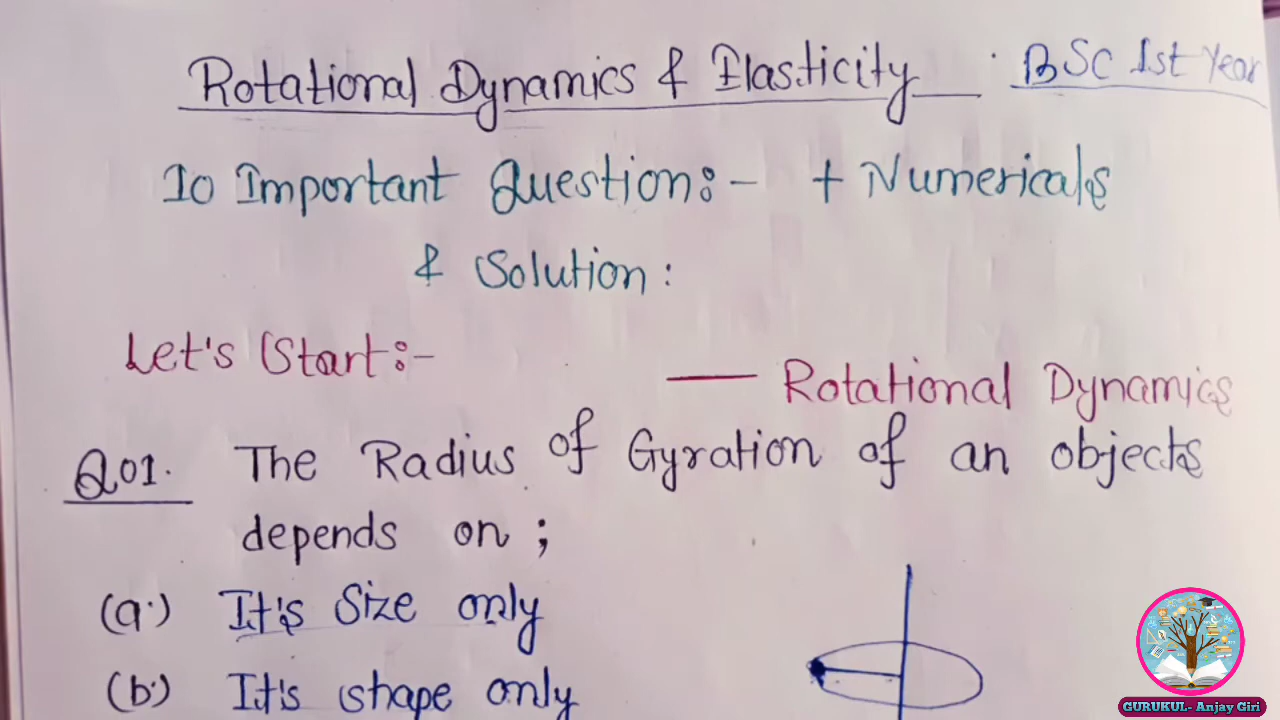 Rotational Dynamics & Elasticity : BSc 1st Year
10 Important Question:- + Numericals
& Solution:
Let's Start:-
— Rotational Dynamics
Q01. The Radius of Gyration of an objects
depends on ;
(a.) It's Size only
(b.) It's shape only
GURUKUL- Anjay Giri